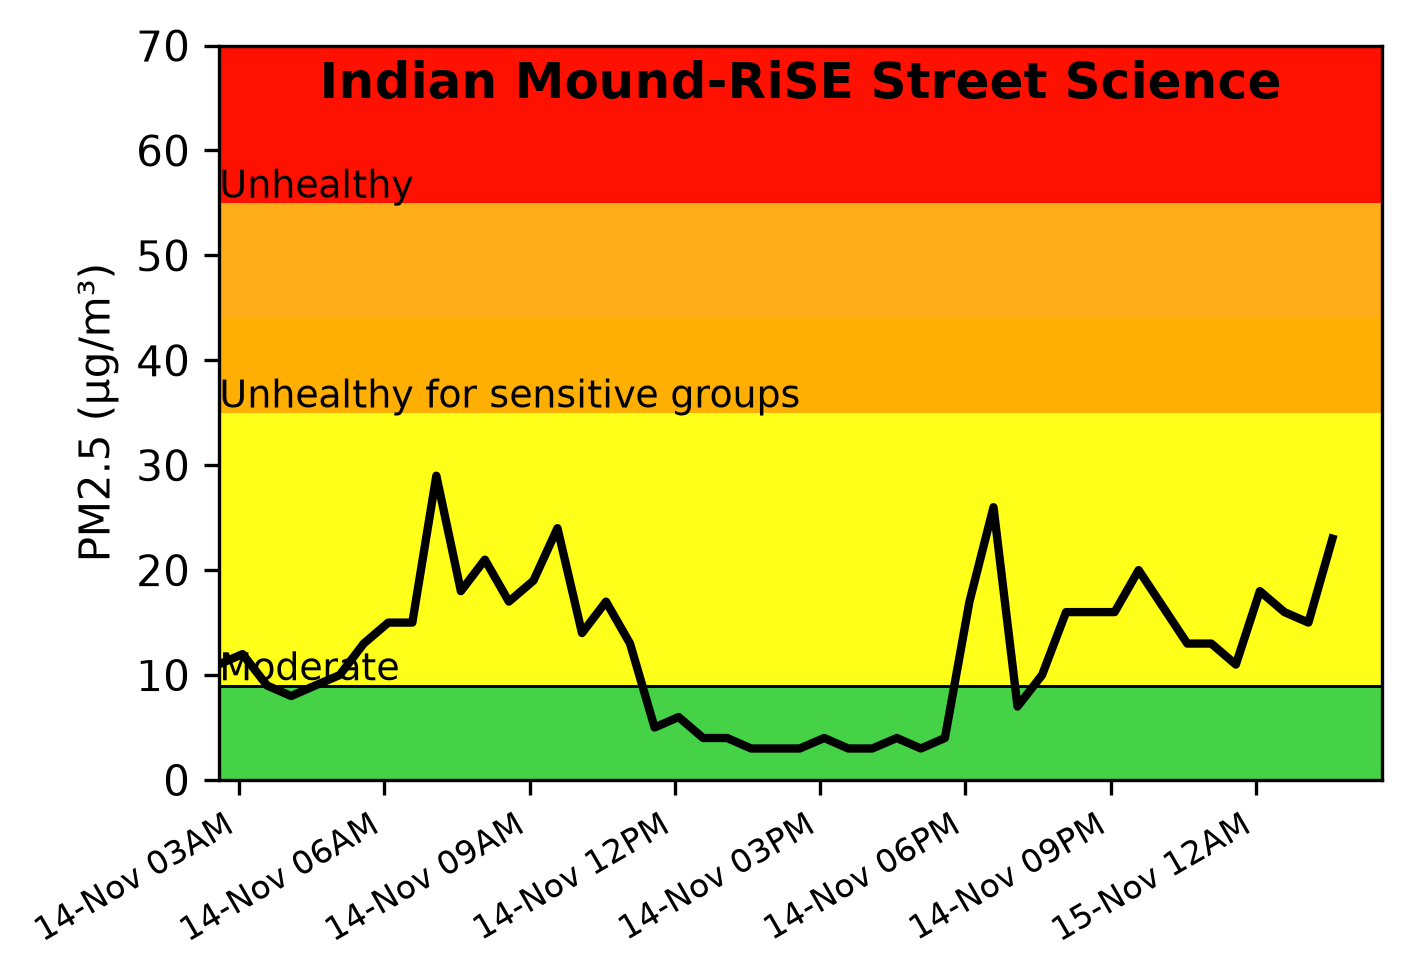 Indian Mound-RiSE Street Science
70
60
Unhealthy
50
40
Unhealthy for sensitive groups
30
20
Moderate
10
0
PM2.5 (µg/m³)
14-Nov 03AM
14-Nov 06AM
14-Nov 09AM
14-Nov 12PM
14-Nov 03PM
14-Nov 06PM
14-Nov 09PM
15-Nov 12AM